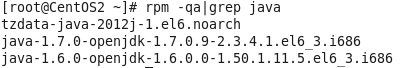 [root@CentOS2 ~]# rpm -qa|grep java
tzdata-java-2012j-1.el6.noarch
java-1.7.0-openjdk-1.7.0.9-2.3.4.1.el6_3.i686
java-1.6.0-openjdk-1.6.0.0-1.50.1.11.5.el6_3.i686